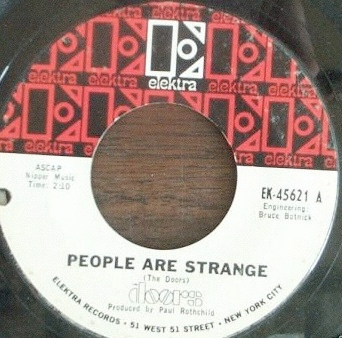 elektra elektra elektra
ASCAP
Nipper Music
Time: 2:10
EK-45621 A
Engineering:
Bruce Botnick
PEOPLE ARE STRANGE
(The Doors)
doors
Produced by Paul Rothchild
ELEKTRA RECORDS • 51 WEST 51 STREET • NEW YORK CITY